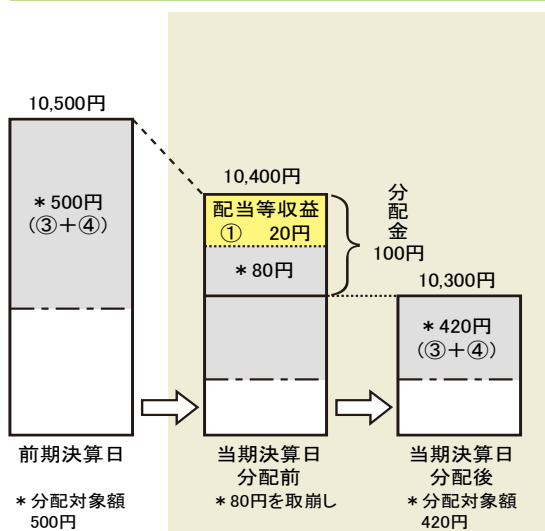 10,500円
＊500円
(③＋④)
前期決算日
＊分配対象額
500円
10,400円
配当等収益
① 20円
＊80円
分配金
100円
当期決算日
分配前
＊80円を取崩し
10,300円
＊420円
(③＋④)
当期決算日
分配後
＊分配対象額
420円